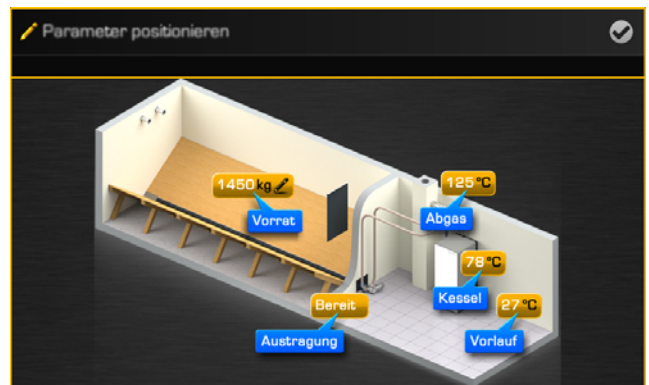 Parameter positionieren
1450 kg
Vorrat
125 °C
Abgas
78 °C
Kessel
Bereit
Austragung
27 °C
Vorlauf